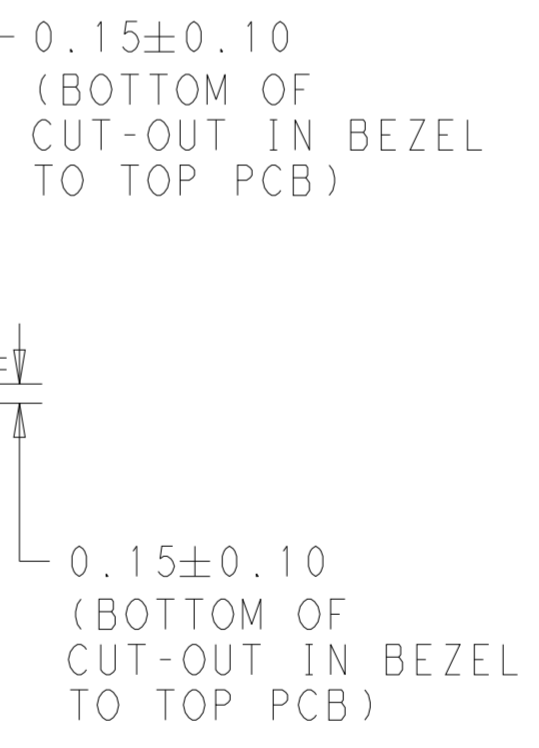 0.15±0.10
(BOTTOM OF
CUT-OUT IN BEZEL
TO TOP PCB)
0.15±0.10
(BOTTOM OF
CUT-OUT IN BEZEL
TO TOP PCB)